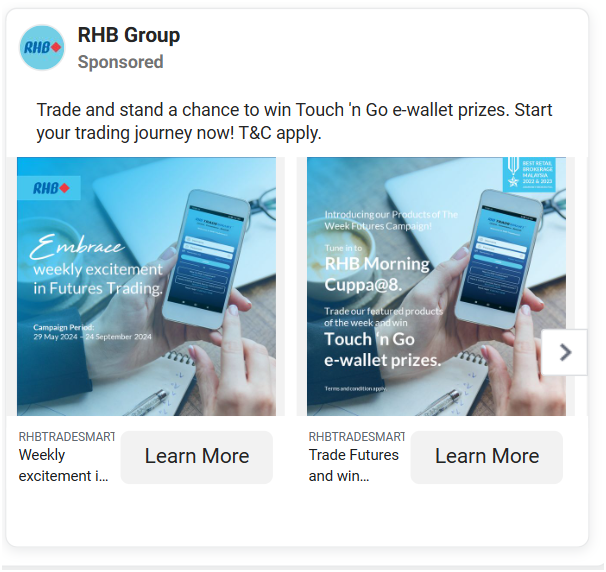 RHB
RHB Group
Sponsored
Trade and stand a chance to win Touch 'n Go e-wallet prizes. Start
your trading journey now! T&C apply.
RHB
Embrace
weekly excitement
in Futures Trading.
Campaign Period:
29 May 2024 – 24 September 2024
BEST RETAIL
BROKERAGE
MALAYSIA
2022 & 2023
Introducing our Products of The
Week Futures Campaign!
Tune in to
RHB Morning
Cuppa@8.
Trade our featured products
of the week and win
Touch 'n Go
e-wallet prizes.
Terms and condition apply.
RHBTRADESMART
Weekly
excitement i...
Learn More
RHBTRADESMART
Trade Futures
and win...
Learn More